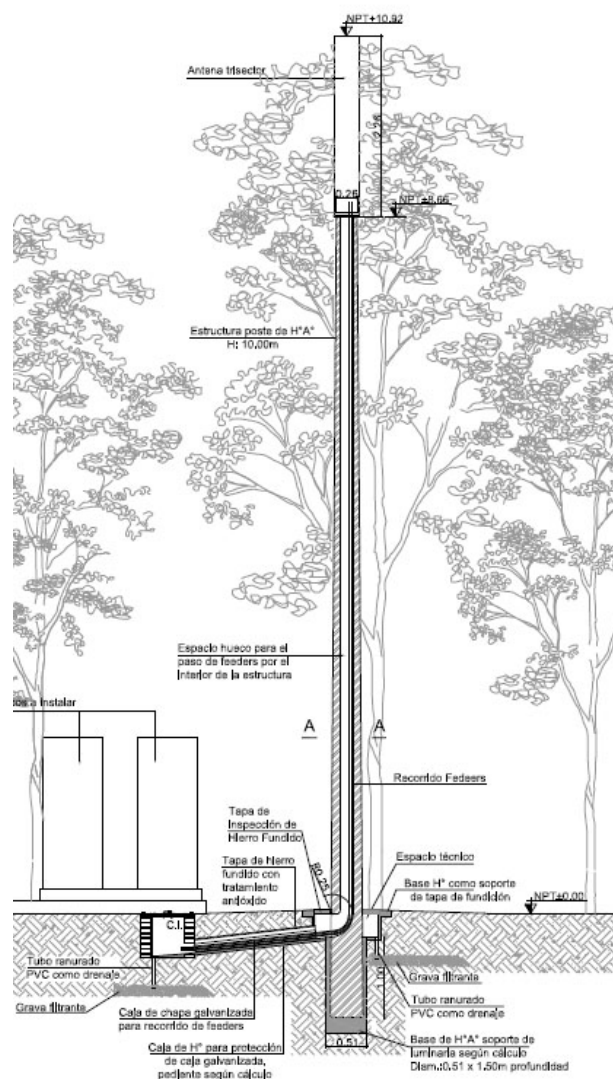 NPT+10.92
Antena trisector
2.26
0.26
NPT±8.66
Estructura poste de H°A°
H: 10.00m
Espacio hueco para el
paso de feeders por el
interior de la estructura
os a instalar
A
A
Recorrido Fedeers
Tapa de
Inspección de
Hierro Fundido
R0.25
Tapa de hierro
fundido con
tratamiento
antióxido
Espacio técnico
Base H° como soporte
de tapa de fundición
NPT±0.00
C.I.
Tubo ranurado
PVC como drenaje
Grava filtrante
Grava filtrante
1.00
Tubo ranurado
PVC como drenaje
Caja de chapa galvanizada
para recorrido de feeders
Caja de H° para protección
de caja galvanizada,
pediente según cálculo
0.51
Base de H°A° soporte de
luminaria según cálculo
Diam.:0.51 x 1.50m profundidad